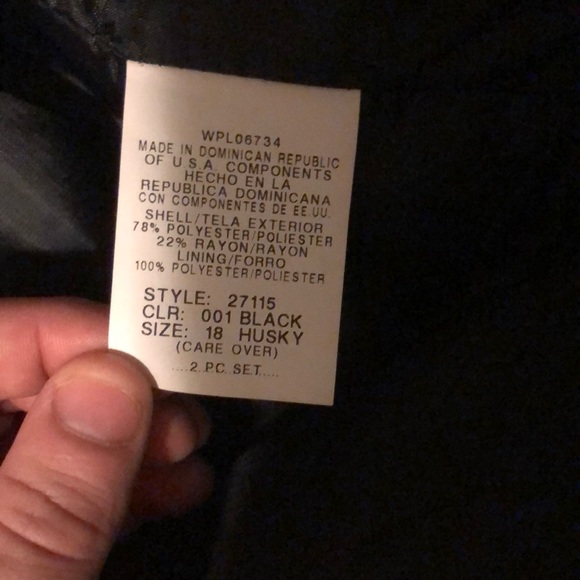 WPL06734
MADE IN DOMINICAN REPUBLIC
OF U.S.A. COMPONENTS
HECHO EN LA
REPUBLICA DOMINICANA
CON COMPONENTES DE EE.UU.
SHELL/TELA EXTERIOR
78% POLYESTER/POLIESTER
22% RAYON/RAYON
LINING/FORRO
100% POLYESTER/POLIESTER
STYLE: 27115
CLR: 001 BLACK
SIZE: 18 HUSKY
(CARE OVER)
....2..PC..SET.....